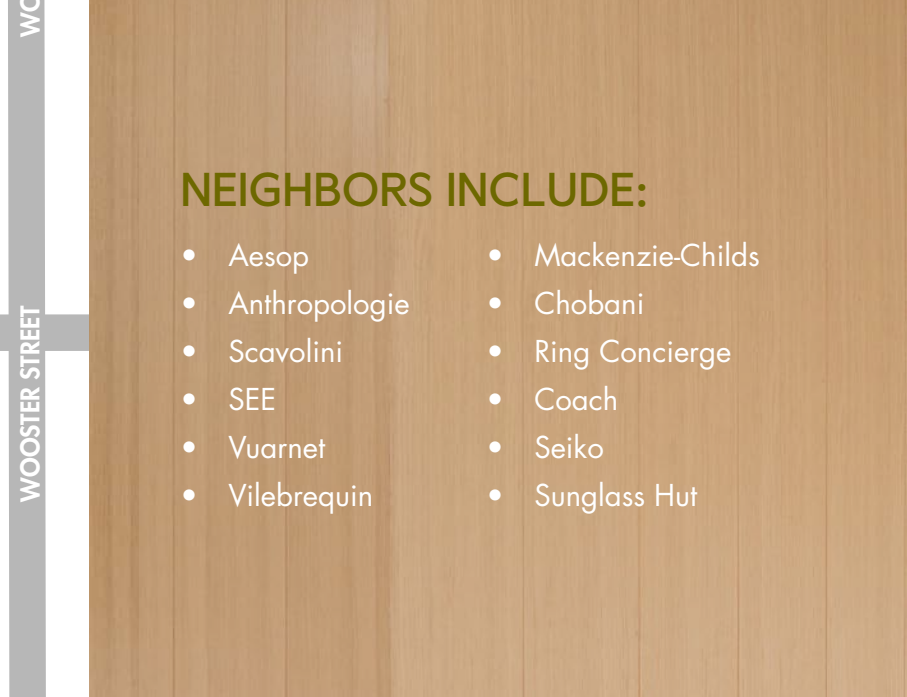 WO
WOOSTER STREET
NEIGHBORS INCLUDE:
• Aesop
• Anthropologie
• Scavolini
• SEE
• Vuarnet
• Vilebrequin
• Mackenzie-Childs
• Chobani
• Ring Concierge
• Coach
• Seiko
• Sunglass Hut